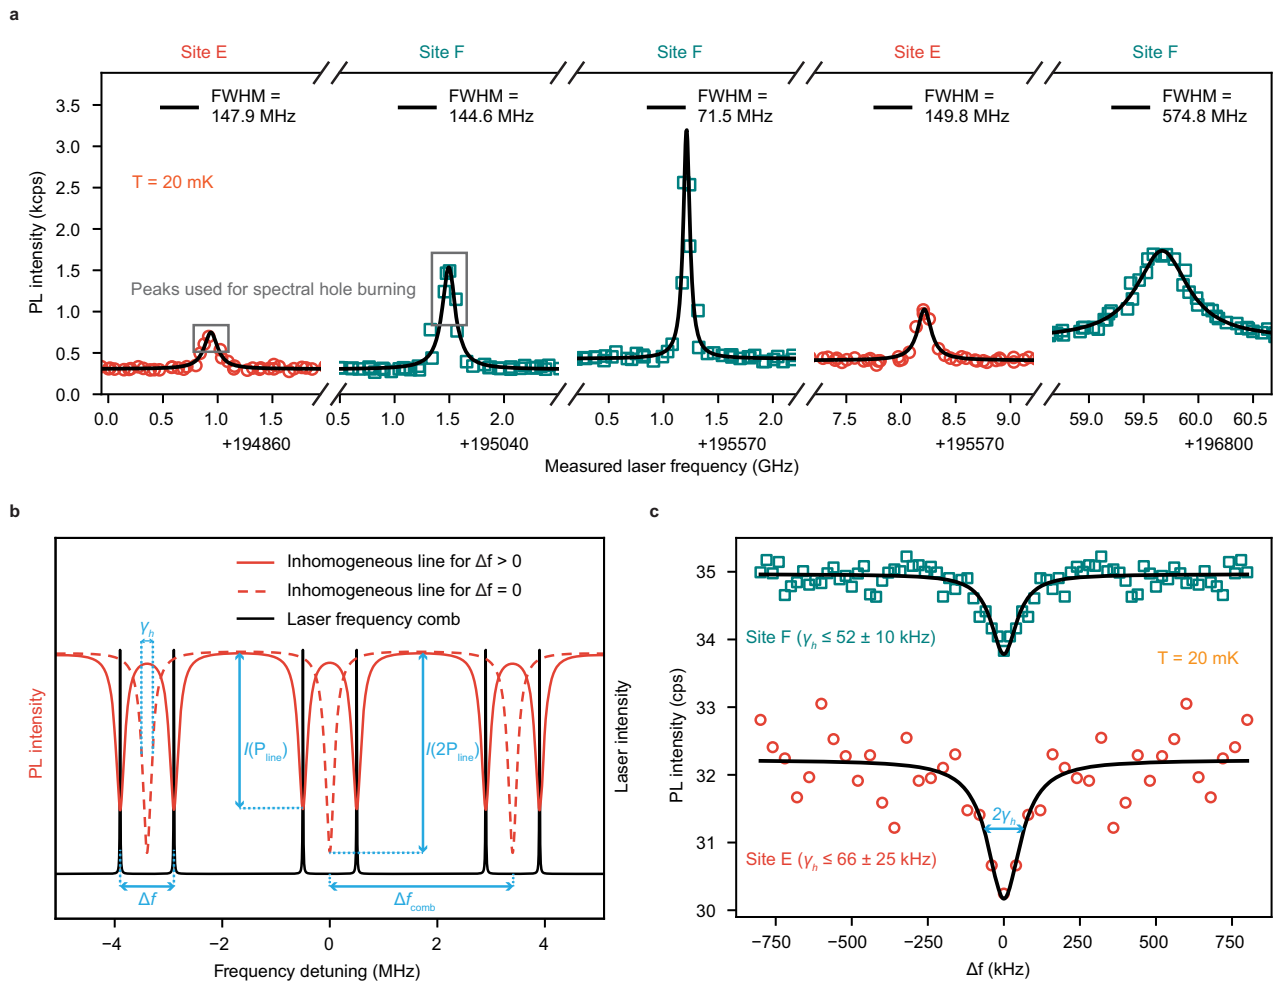 a
Site E
Site F
Site F
Site E
Site F
FWHM =
147.9 MHz
FWHM =
144.6 MHz
FWHM =
71.5 MHz
FWHM =
149.8 MHz
FWHM =
574.8 MHz
T = 20 mK
Peaks used for spectral hole burning
PL intensity (kcps)
3.5
3.0
2.5
2.0
1.5
1.0
0.5
0.0
0.0 0.5 1.0 1.5
0.5 1.0 1.5 2.0
0.5 1.0 1.5 2.0
7.5 8.0 8.5 9.0
59.0 59.5 60.0 60.5
+194860
+195040
+195570
+195570
+196800
Measured laser frequency (GHz)
b
Inhomogeneous line for Δf > 0
Inhomogeneous line for Δf = 0
Laser frequency comb
γh
I(Pline)
I(2Pline)
Δf
Δfcomb
PL intensity
Laser intensity
−4 −2 0 2 4
Frequency detuning (MHz)
c
PL intensity (cps)
35
34
33
32
31
30
Site F (γh ≤ 52 ± 10 kHz)
T = 20 mK
2γh
Site E (γh ≤ 66 ± 25 kHz)
−750 −500 −250 0 250 500 750
Δf (kHz)